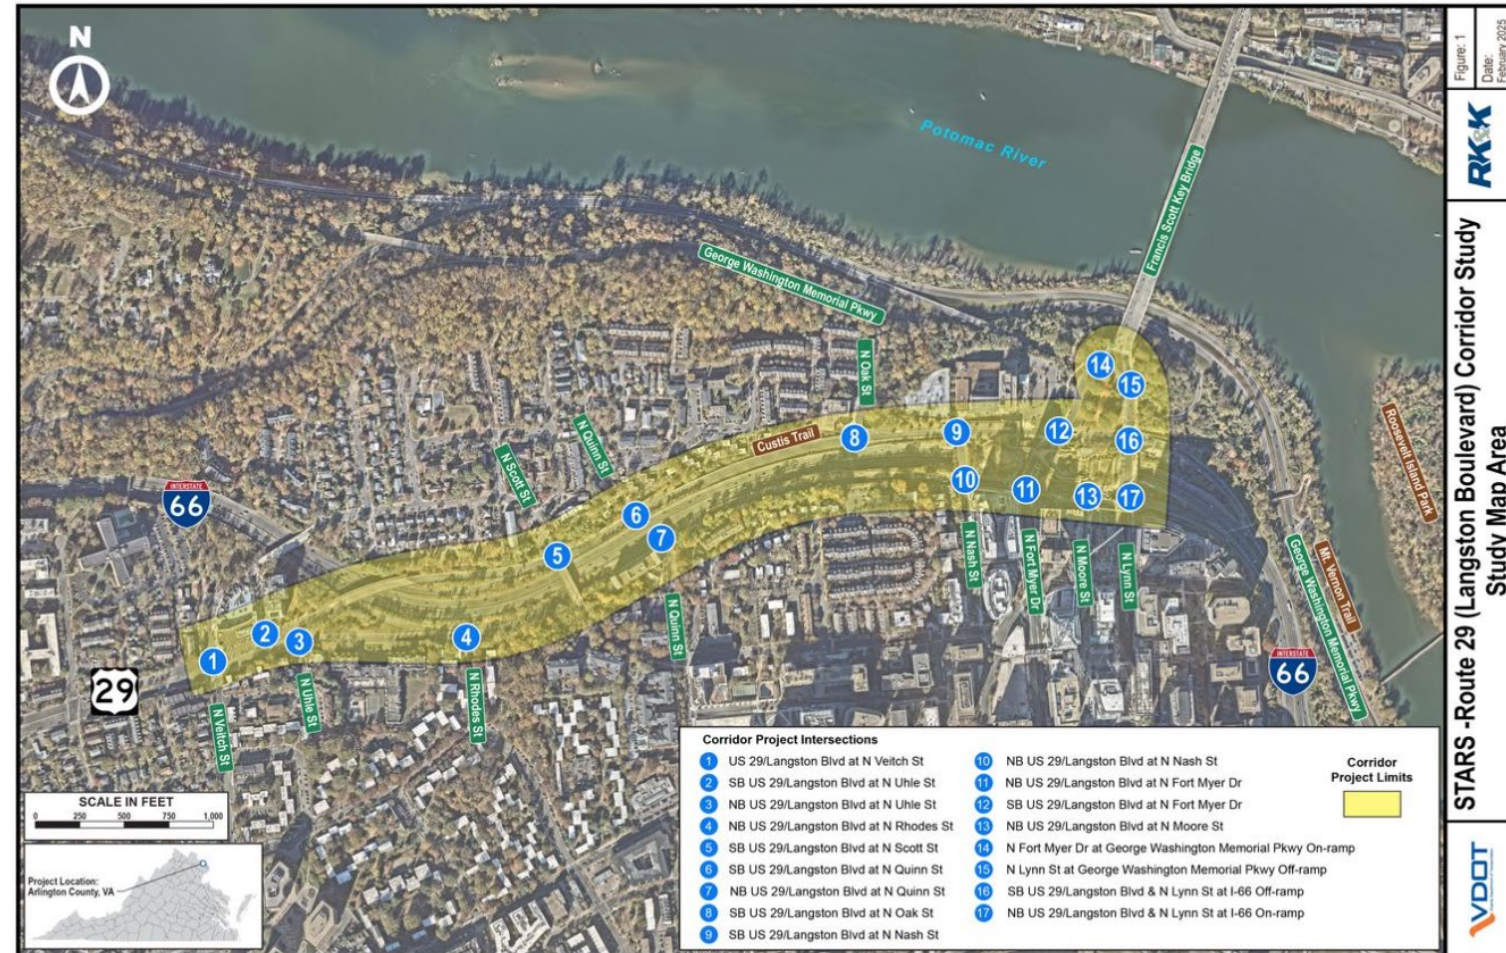 N
Potomac River
Francis Scott Key Bridge
George Washington Memorial Pkwy
N Oak St
N Quinn St
N Scott St
Custis Trail
INTERSTATE
66
29
1
2
3
4
5
6
7
8
9
10
11
12
13
14
15
16
17
N Veitch St
N Uhle St
N Rhodes St
N Quinn St
N Nash St
N Fort Myer Dr
N Moore St
N Lynn St
INTERSTATE
66
George Washington Memorial Pkwy
Mt. Vernon Trail
Roosevelt Island Park
SCALE IN FEET
0 250 500 750 1,000
Project Location:
Arlington County, VA
Corridor Project Intersections
1 US 29/Langston Blvd at N Veitch St
2 SB US 29/Langston Blvd at N Uhle St
3 NB US 29/Langston Blvd at N Uhle St
4 NB US 29/Langston Blvd at N Rhodes St
5 SB US 29/Langston Blvd at N Scott St
6 SB US 29/Langston Blvd at N Quinn St
7 NB US 29/Langston Blvd at N Quinn St
8 SB US 29/Langston Blvd at N Oak St
9 SB US 29/Langston Blvd at N Nash St
10 NB US 29/Langston Blvd at N Nash St
11 NB US 29/Langston Blvd at N Fort Myer Dr
12 SB US 29/Langston Blvd at N Fort Myer Dr
13 NB US 29/Langston Blvd at N Moore St
14 N Fort Myer Dr at George Washington Memorial Pkwy On-ramp
15 N Lynn St at George Washington Memorial Pkwy Off-ramp
16 SB US 29/Langston Blvd & N Lynn St at I-66 Off-ramp
17 NB US 29/Langston Blvd & N Lynn St at I-66 On-ramp
Corridor
Project Limits
Figure: 1
Date:
February 2025
RK&K
STARS -Route 29 (Langston Boulevard) Corridor Study
Study Map Area
VDOT